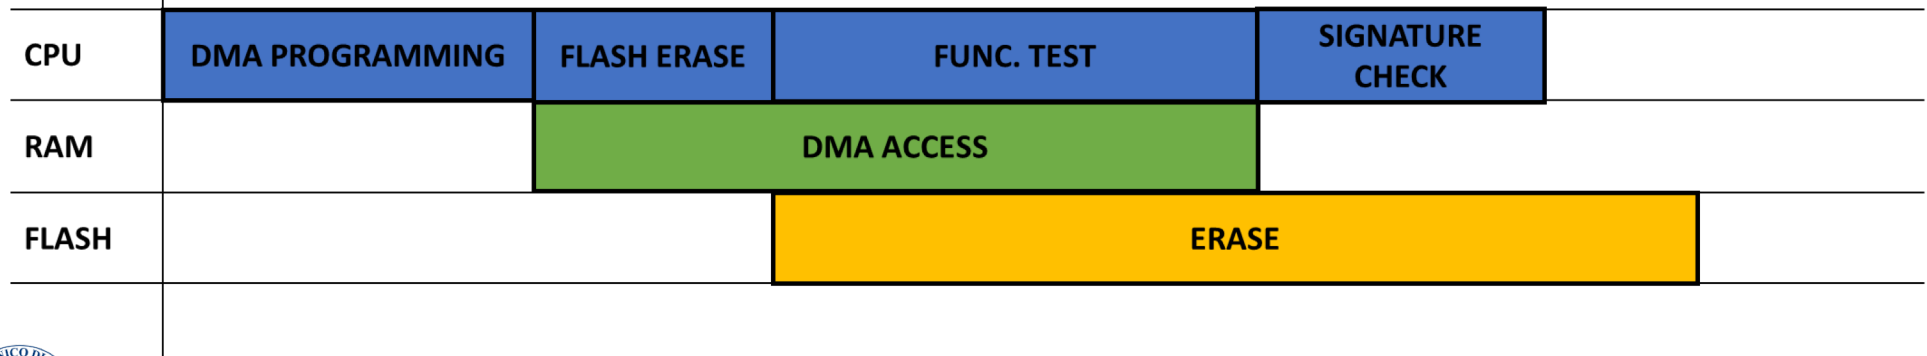 CPU
DMA PROGRAMMING
FLASH ERASE
FUNC. TEST
SIGNATURE
CHECK
RAM
DMA ACCESS
FLASH
ERASE